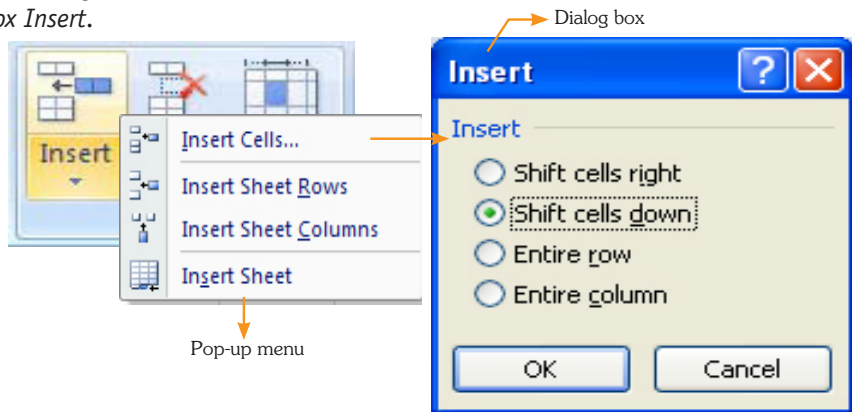 ox Insert.
Dialog box
Insert
Insert Cells...
Insert Sheet Rows
Insert Sheet Columns
Insert Sheet
Pop-up menu
Insert
Insert
Shift cells right
Shift cells down
Entire row
Entire column
OK
Cancel